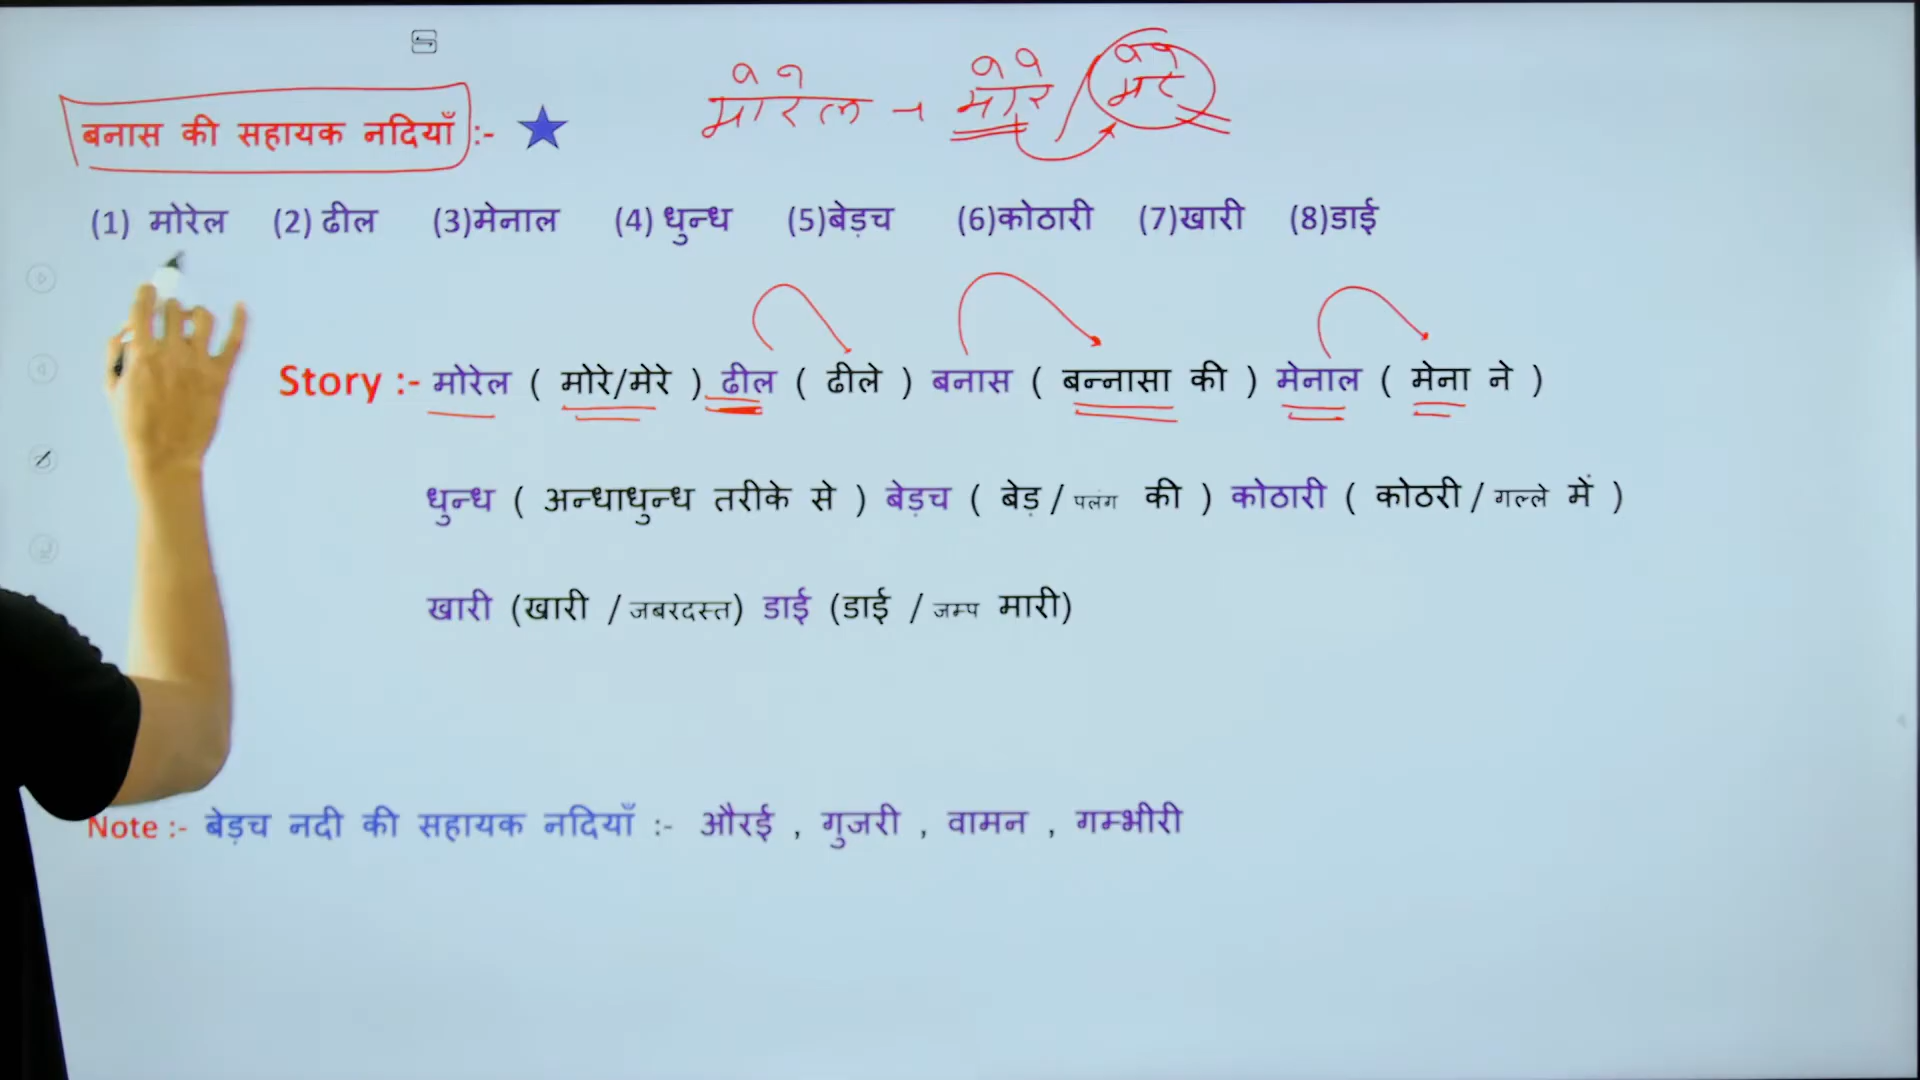 मोरेल → मोरे / मेरे
बनास की सहायक नदियाँ :- ★
(1) मोरेल (2) ढील (3)मेनाल (4) धुन्ध (5)बेड़च (6)कोठारी (7)खारी (8)डाई
Story :- मोरेल ( मोरे/मेरे ) ढील ( ढीले ) बनास ( बन्नासा की ) मेनाल ( मेना ने )
धुन्ध ( अन्धाधुन्ध तरीके से ) बेड़च ( बेड़ / पलंग की ) कोठारी ( कोठरी / गल्ले में )
खारी (खारी / जबरदस्त) डाई (डाई / जम्प मारी)
Note :- बेड़च नदी की सहायक नदियाँ :- औरई , गुजरी , वामन , गम्भीरी